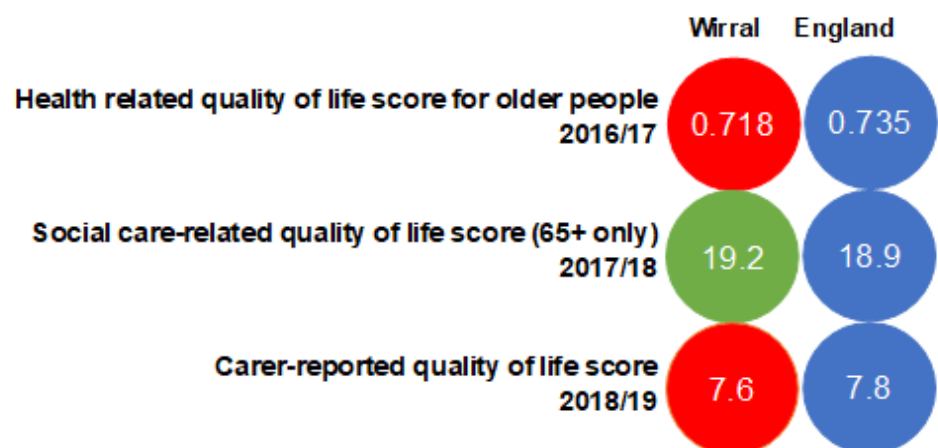 Wirral England
Health related quality of life score for older people
2016/17
0.718 0.735
Social care-related quality of life score (65+ only)
2017/18
19.2 18.9
Carer-reported quality of life score
2018/19
7.6 7.8